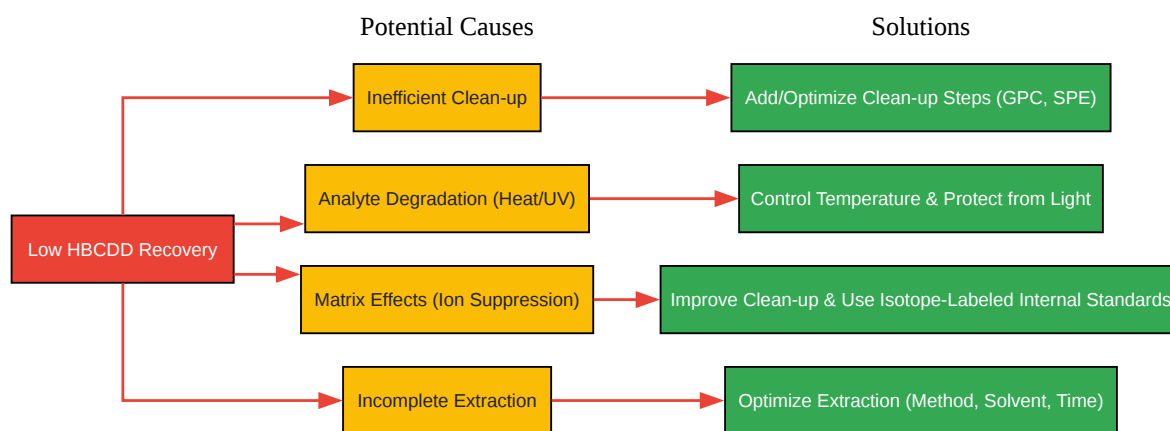 Potential Causes
Solutions
Inefficient Clean-up
Add/Optimize Clean-up Steps (GPC, SPE)
Analyte Degradation (Heat/UV)
Control Temperature & Protect from Light
Low HBCDD Recovery
Matrix Effects (Ion Suppression)
Improve Clean-up & Use Isotope-Labeled Internal Standards
Incomplete Extraction
Optimize Extraction (Method, Solvent, Time)